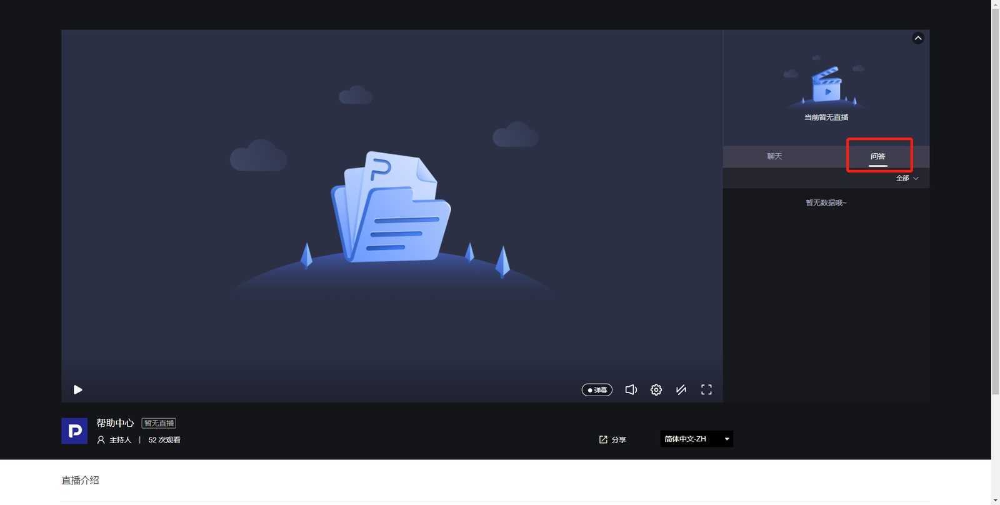 当前暂无直播
聊天
问答
全部
暂无数据哦~
弹幕
帮助中心
暂无直播
主持人
52 次观看
分享
简体中文-ZH
直播介绍